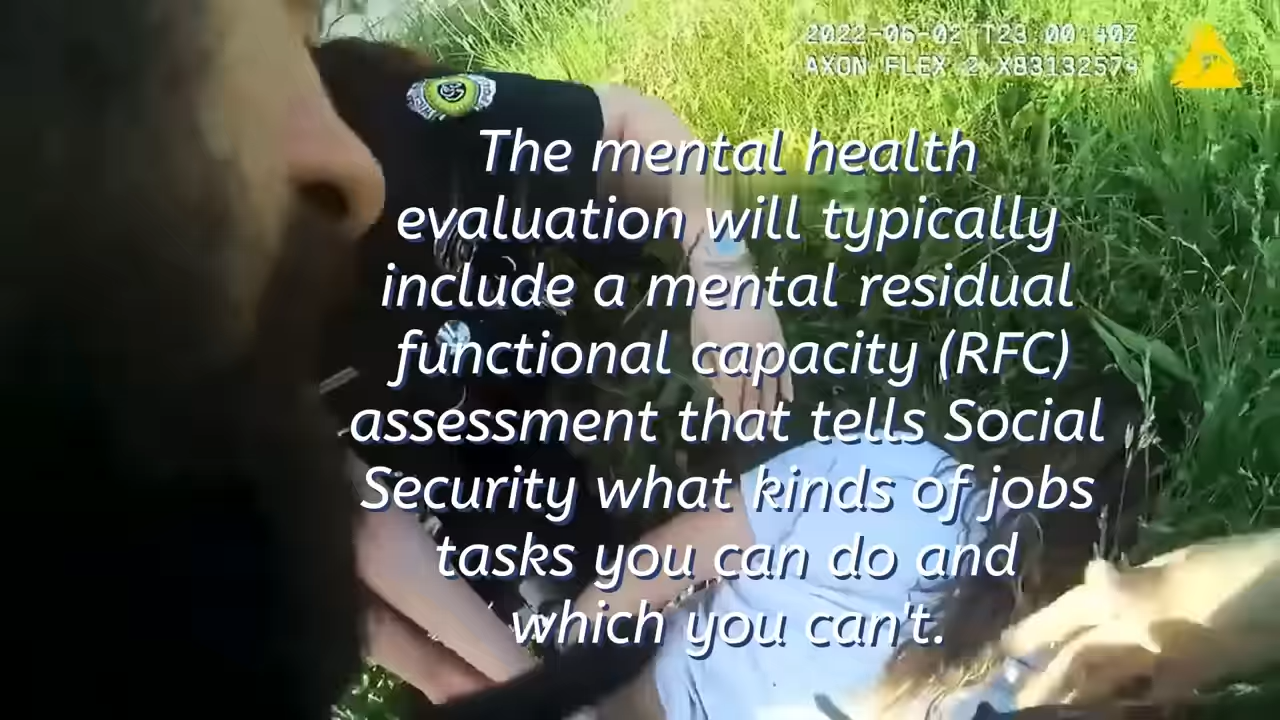 2022-06-02 T23:00:40Z
AXON FLEX 2 X83132574
The mental health
evaluation will typically
include a mental residual
functional capacity (RFC)
assessment that tells Social
Security what kinds of jobs
tasks you can do and
which you can't.